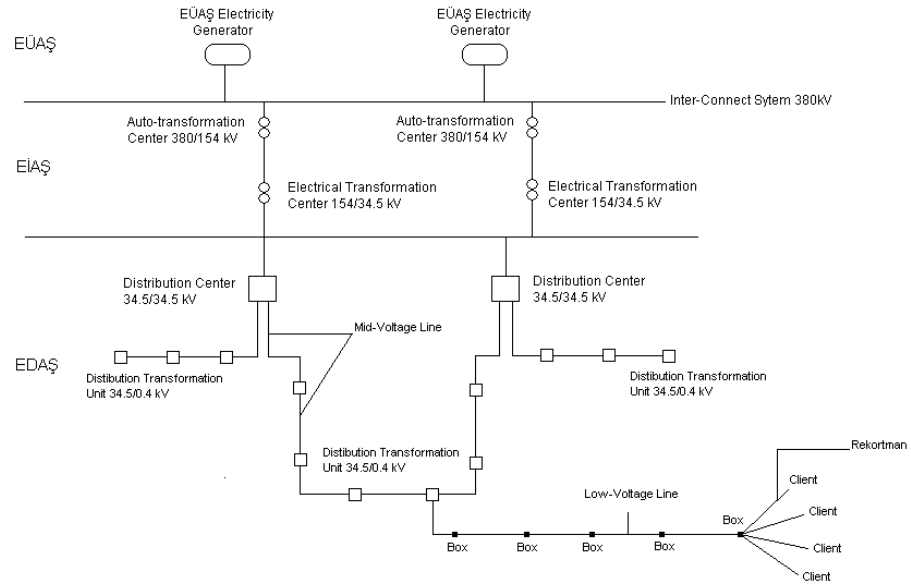 EÜAŞ Electricity
Generator
EÜAŞ Electricity
Generator
EÜAŞ
Inter-Connect Sytem 380kV
Auto-transformation
Center 380/154 kV
Auto-transformation
Center 380/154 kV
EİAŞ
Electrical Transformation
Center 154/34.5 kV
Electrical Transformation
Center 154/34.5 kV
Distribution Center
34.5/34.5 kV
Distribution Center
34.5/34.5 kV
Mid-Voltage Line
EDAŞ
Distibution Transformation
Unit 34.5/0.4 kV
Distibution Transformation
Unit 34.5/0.4 kV
Distibution Transformation
Unit 34.5/0.4 kV
Rekortman
Client
Low-Voltage Line
Client
Box
Box
Box
Box
Box
Client
Client